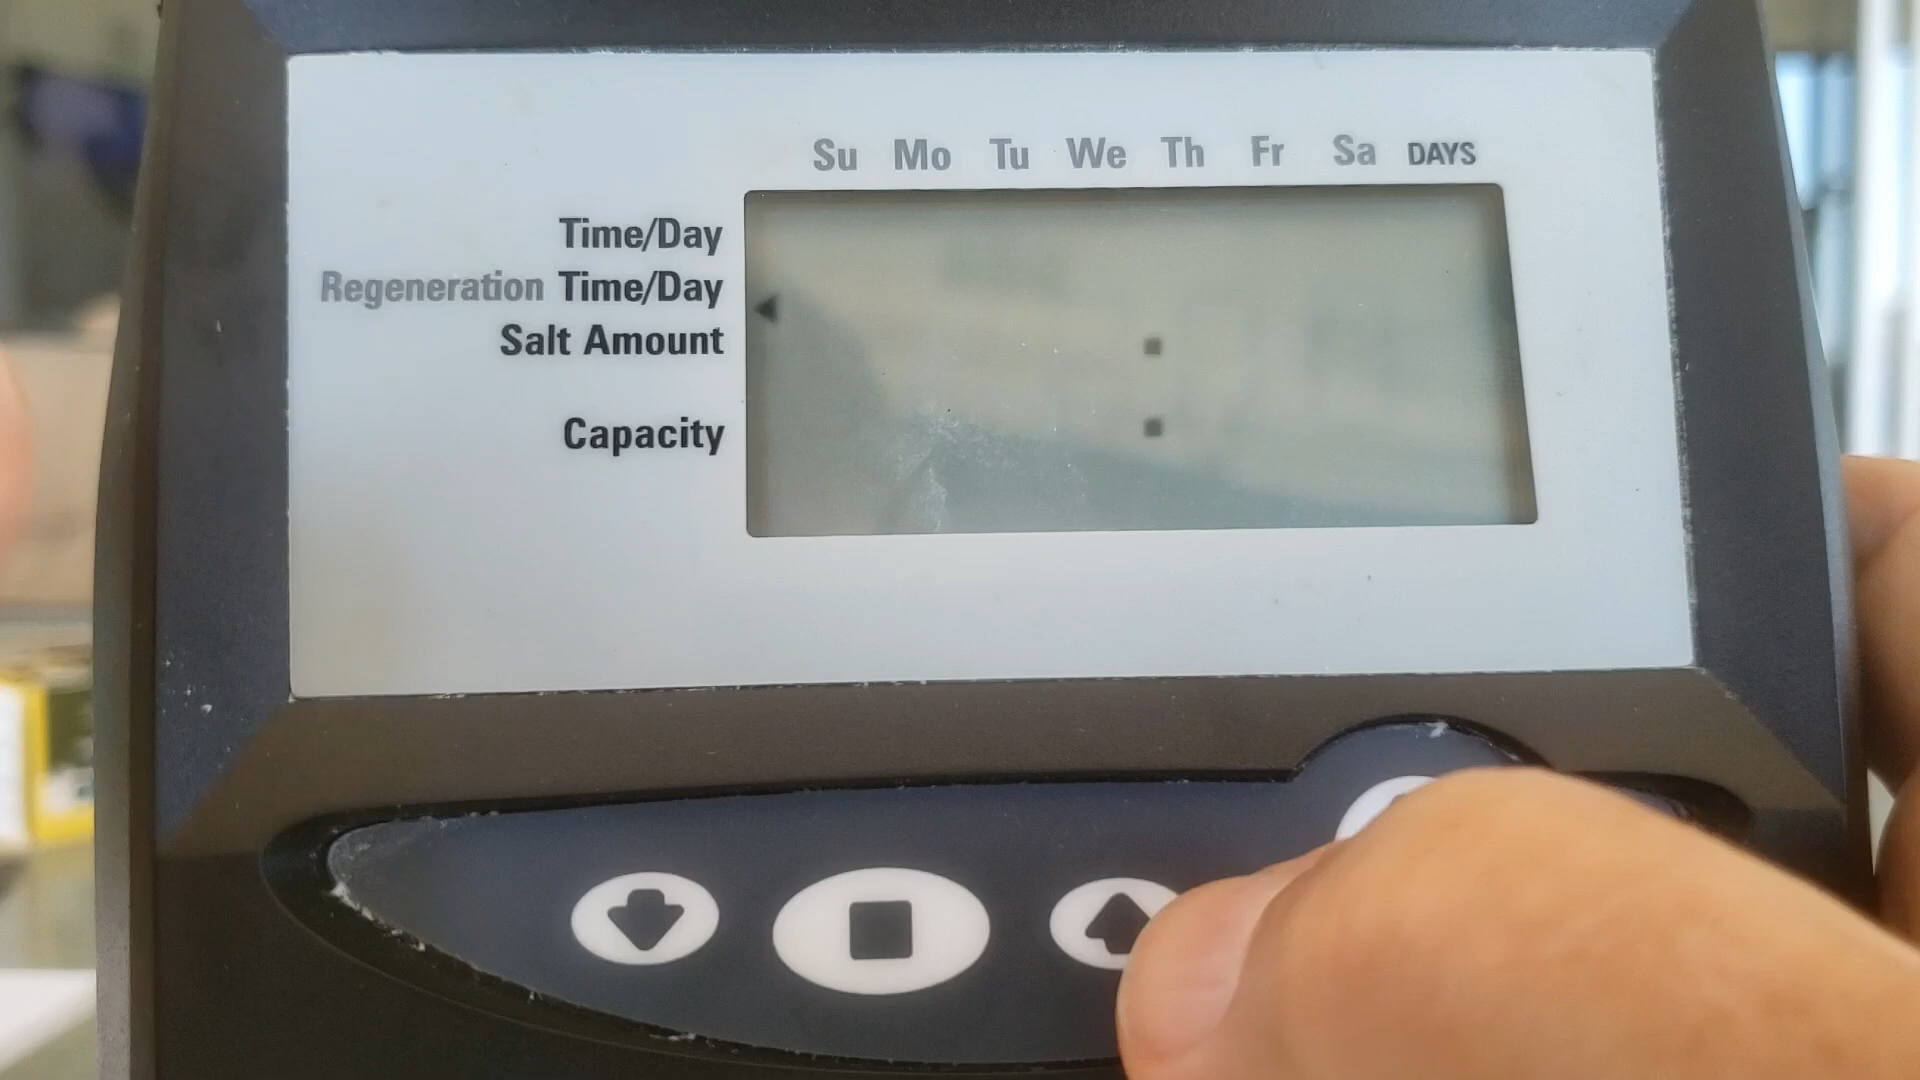 Su Mo Tu We Th Fr Sa DAYS
Time/Day
Regeneration Time/Day
Salt Amount
:
Capacity